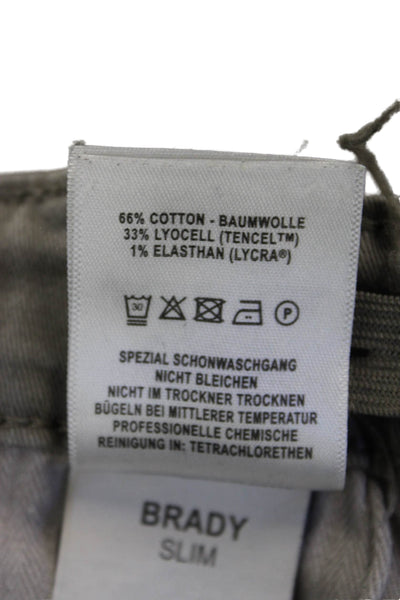 66% COTTON - BAUMWOLLE
33% LYOCELL (TENCEL™)
1% ELASTHAN (LYCRA®)
30 P
SPEZIAL SCHONWASCHGANG
NICHT BLEICHEN
NICHT IM TROCKNER TROCKNEN
BÜGELN BEI MITTLERER TEMPERATUR
PROFESSIONELLE CHEMISCHE
REINIGUNG IN: TETRACHLORETHEN
BRADY
SLIM